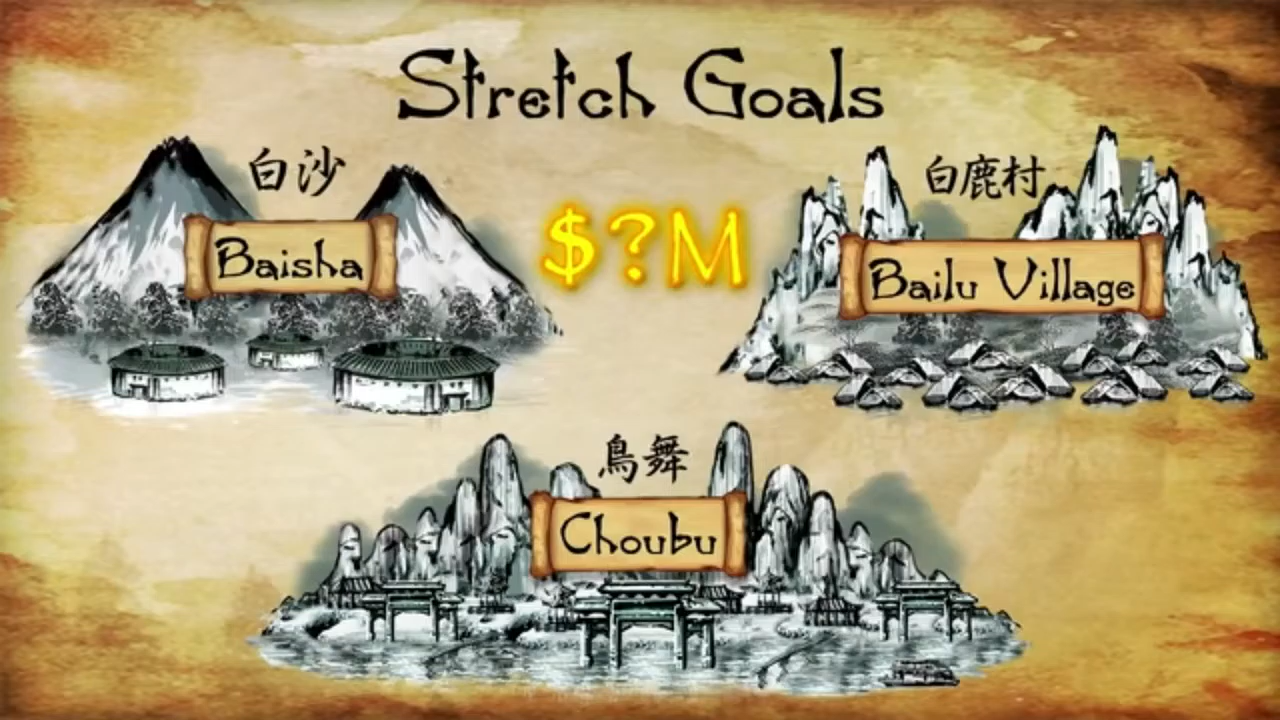 Stretch Goals
白沙
Baisha
$?M
白鹿村
Bailu Village
鳥舞
Choubu